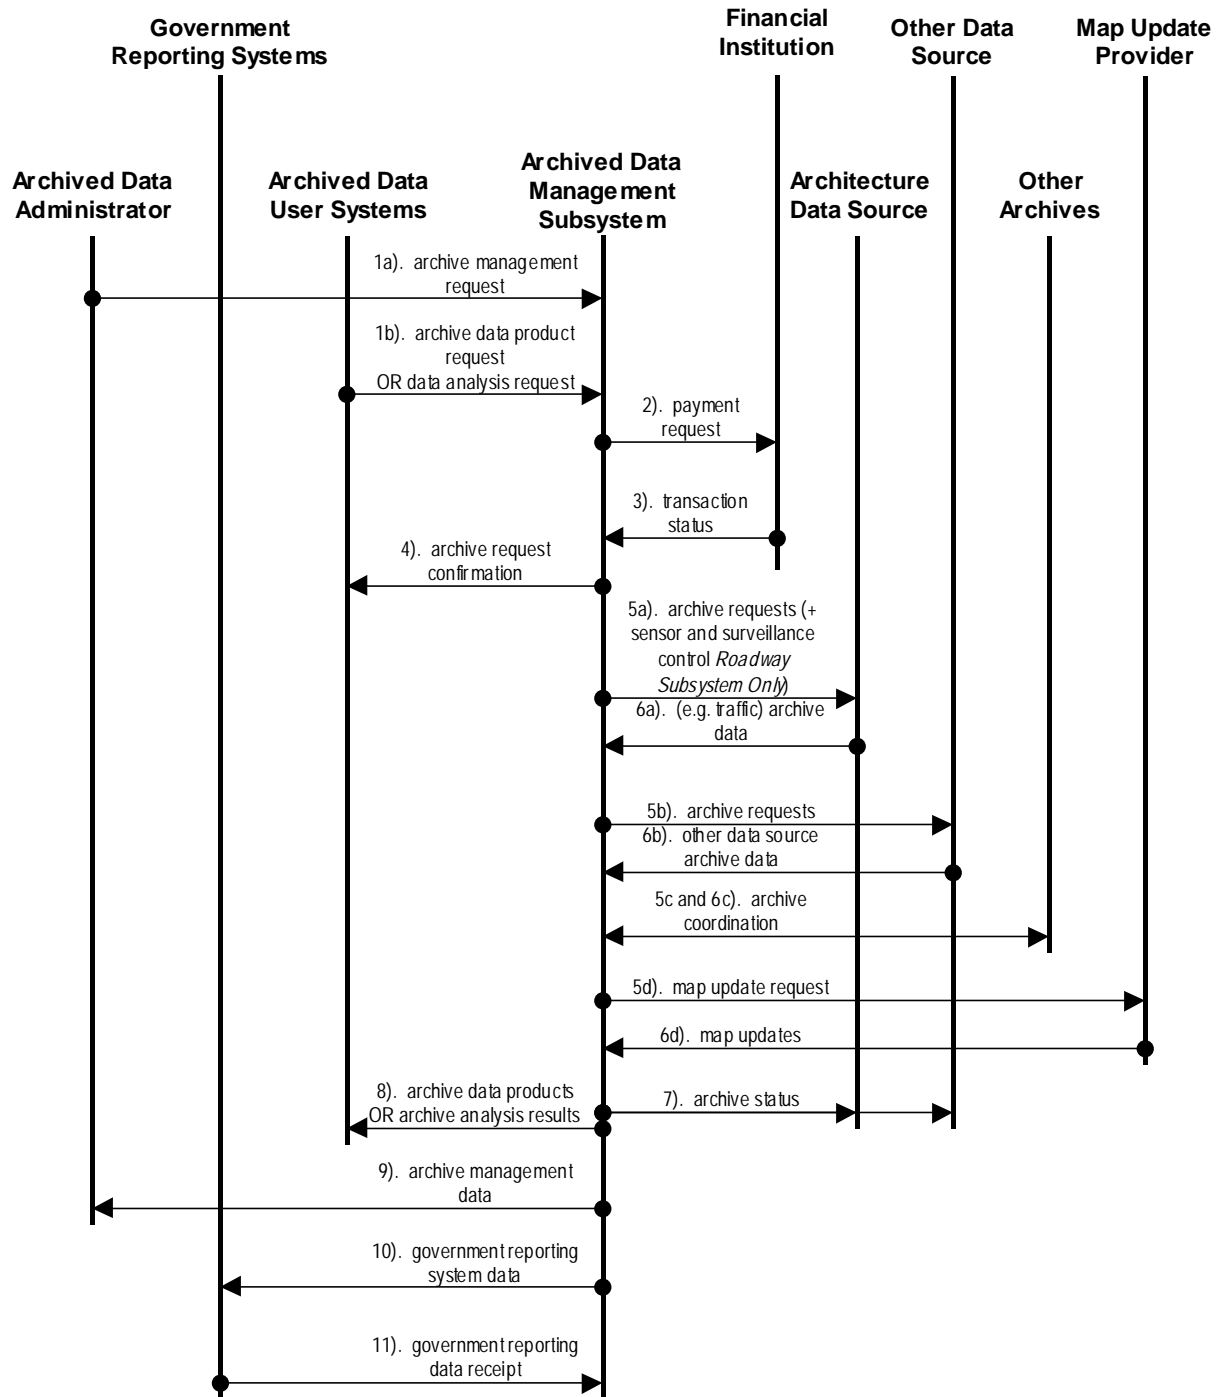 Government
Reporting Systems
Financial
Institution
Other Data
Source
Map Update
Provider
Archived Data
Administrator
Archived Data
User Systems
Archived Data
Management
Subsystem
Architecture
Data Source
Other
Archives
1a). archive management
request
1b). archive data product
request
OR data analysis request
2). payment
request
3). transaction
status
4). archive request
confirmation
5a). archive requests (+
sensor and surveillance
control Roadway
Subsystem Only)
6a). (e.g. traffic) archive
data
5b). archive requests
6b). other data source
archive data
5c and 6c). archive
coordination
5d). map update request
6d). map updates
8). archive data products
OR archive analysis results
7). archive status
9). archive management
data
10). government reporting
system data
11). government reporting
data receipt